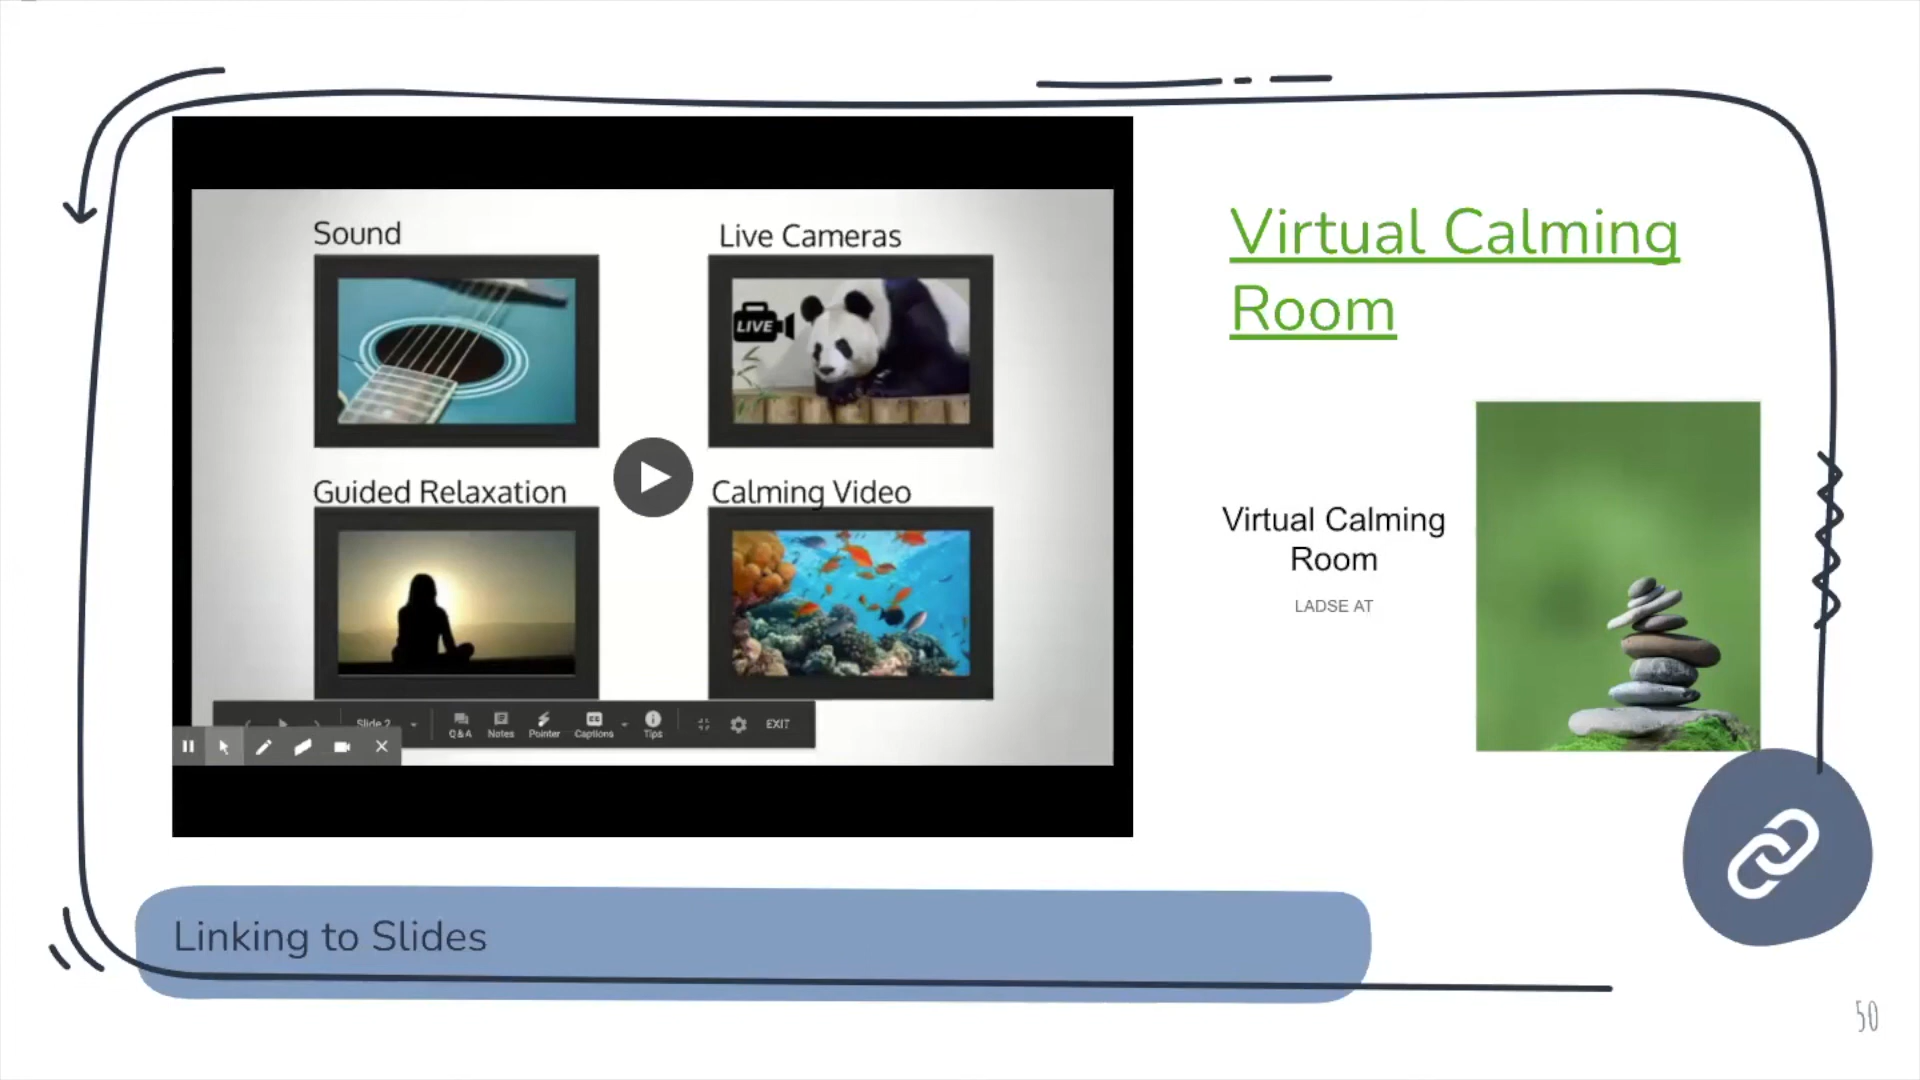 Sound
Live Cameras
LIVE
Guided Relaxation
Calming Video
Slide 2
Q&A
Notes
Pointer
CC
Captions
Tips
EXIT
Virtual Calming
Room
Virtual Calming
Room
LADSE AT
Linking to Slides
50